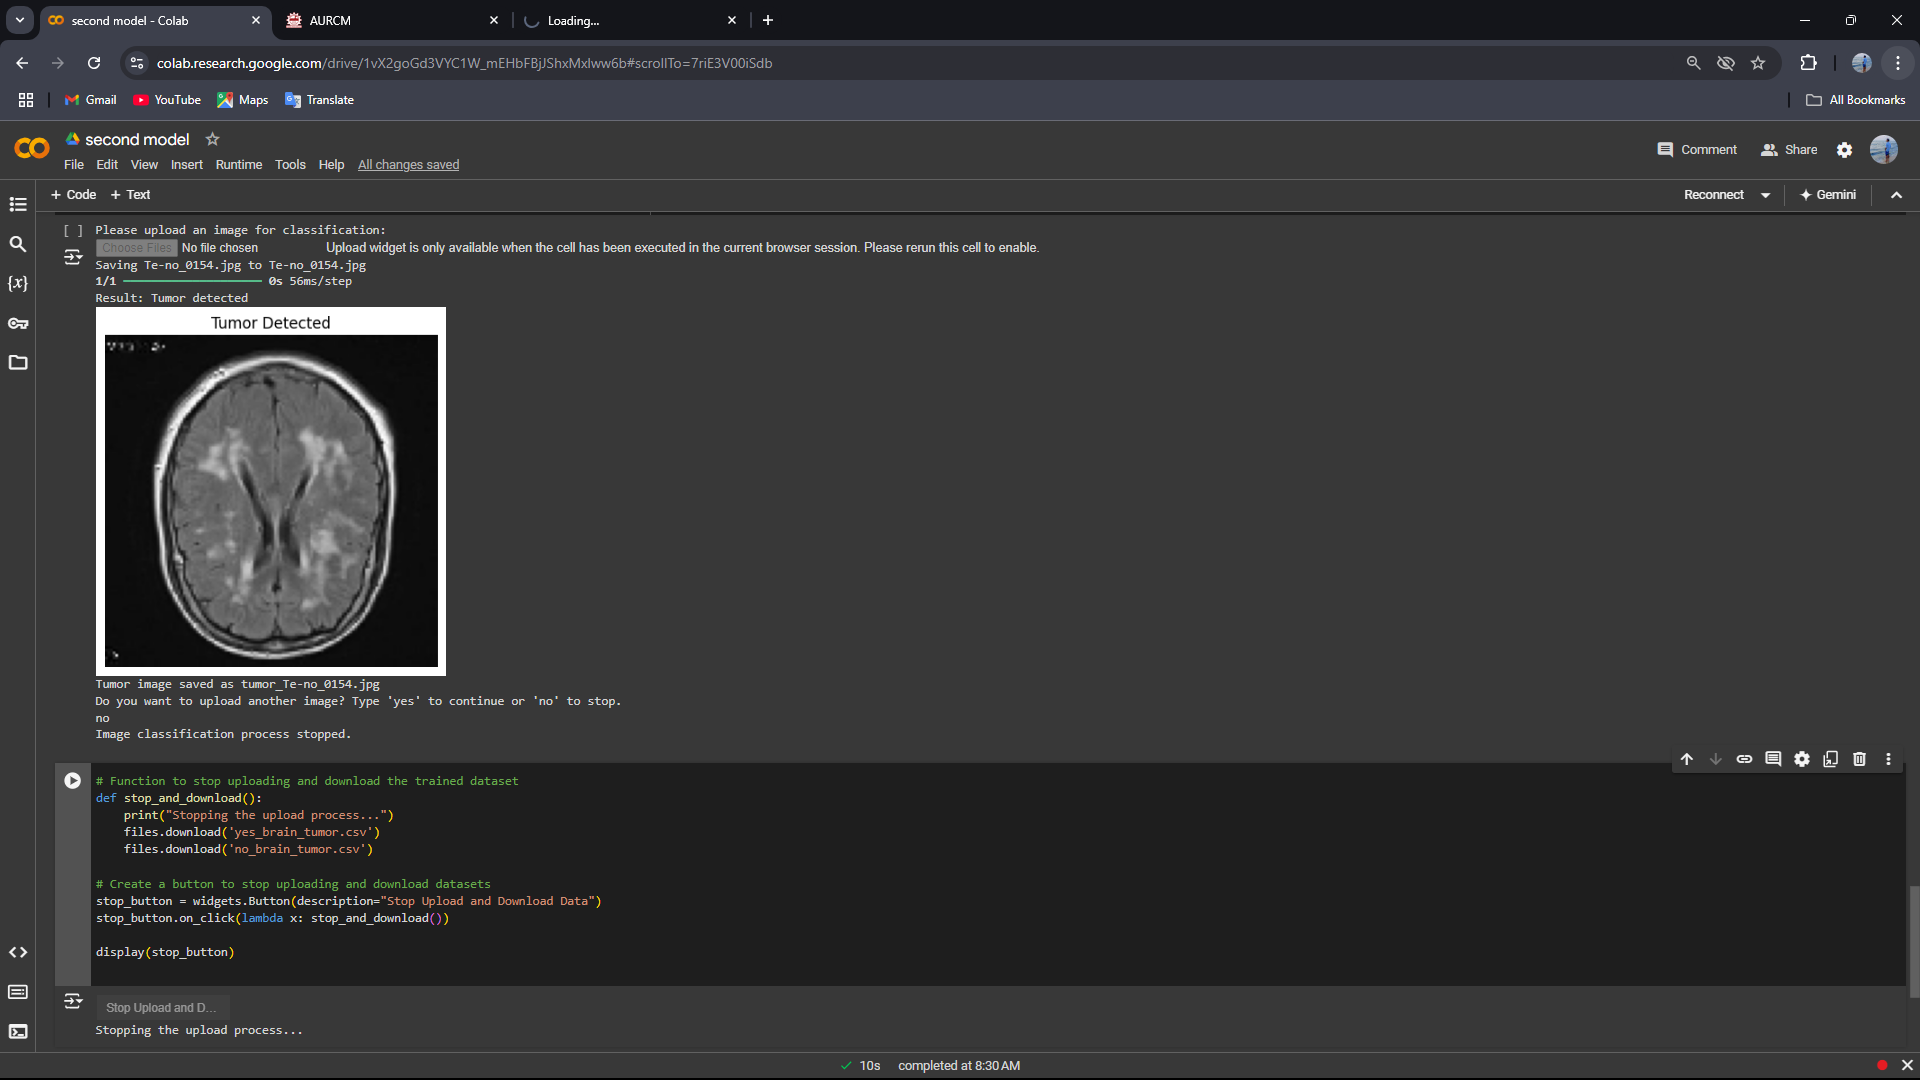 second model - Colab
AURCM
Loading...
colab.research.google.com/drive/1vX2goGd3VYC1W_mEHbFBjJShxMxlww6b#scrollTo=7riE3V00iSdb
Gmail YouTube Maps Translate All Bookmarks
second model
File Edit View Insert Runtime Tools Help All changes saved
Comment Share
+ Code + Text
Reconnect Gemini
[ ] Please upload an image for classification:
Choose Files No file chosen Upload widget is only available when the cell has been executed in the current browser session. Please rerun this cell to enable.
Saving Te-no_0154.jpg to Te-no_0154.jpg
1/1 0s 56ms/step
Result: Tumor detected
Tumor Detected
Tumor image saved as tumor_Te-no_0154.jpg
Do you want to upload another image? Type 'yes' to continue or 'no' to stop.
no
Image classification process stopped.
# Function to stop uploading and download the trained dataset
def stop_and_download():
print("Stopping the upload process...")
files.download('yes_brain_tumor.csv')
files.download('no_brain_tumor.csv')
# Create a button to stop uploading and download datasets
stop_button = widgets.Button(description="Stop Upload and Download Data")
stop_button.on_click(lambda x: stop_and_download())
display(stop_button)
Stop Upload and D...
Stopping the upload process...
10s completed at 8:30 AM